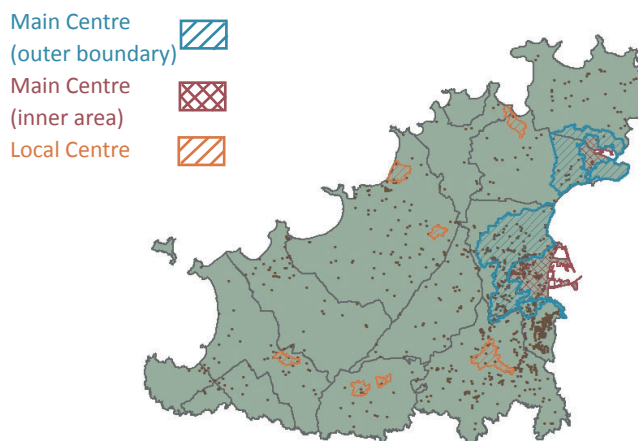 Main Centre
(outer boundary)
Main Centre
(inner area)
Local Centre